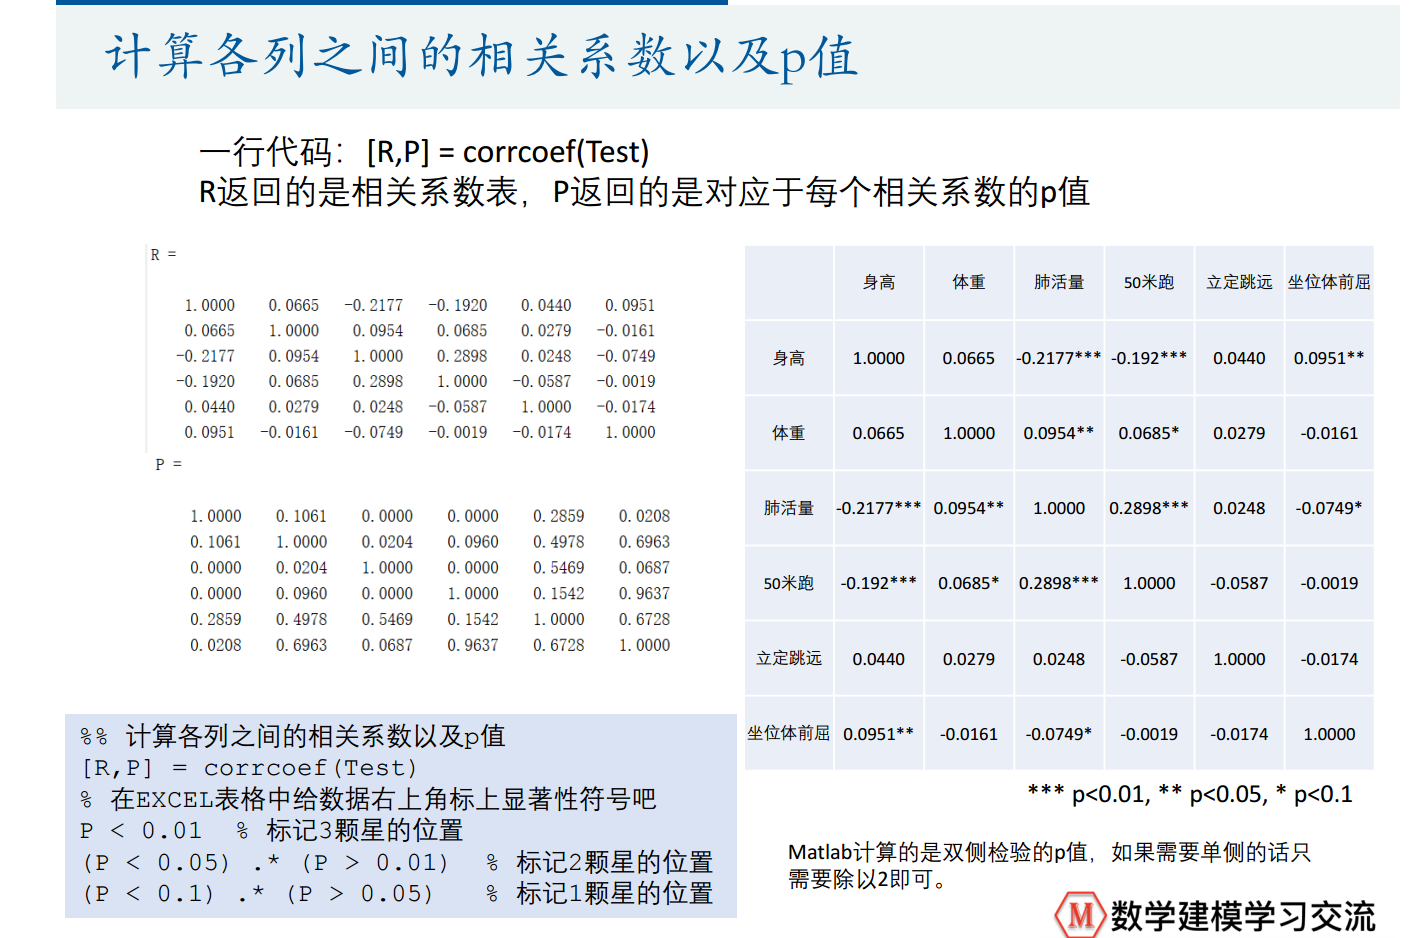 计算各列之间的相关系数以及p值
一行代码：[R,P] = corrcoef(Test)
R返回的是相关系数表，P返回的是对应于每个相关系数的p值
R =
1.0000 0.0665 -0.2177 -0.1920 0.0440 0.0951
0.0665 1.0000 0.0954 0.0685 0.0279 -0.0161
-0.2177 0.0954 1.0000 0.2898 0.0248 -0.0749
-0.1920 0.0685 0.2898 1.0000 -0.0587 -0.0019
0.0440 0.0279 0.0248 -0.0587 1.0000 -0.0174
0.0951 -0.0161 -0.0749 -0.0019 -0.0174 1.0000
P =
1.0000 0.1061 0.0000 0.0000 0.2859 0.0208
0.1061 1.0000 0.0204 0.0960 0.4978 0.6963
0.0000 0.0204 1.0000 0.0000 0.5469 0.0687
0.0000 0.0960 0.0000 1.0000 0.1542 0.9637
0.2859 0.4978 0.5469 0.1542 1.0000 0.6728
0.0208 0.6963 0.0687 0.9637 0.6728 1.0000
%% 计算各列之间的相关系数以及p值
[R,P] = corrcoef(Test)
% 在EXCEL表格中给数据右上角标上显著性符号吧
P < 0.01 % 标记3颗星的位置
(P < 0.05) .* (P > 0.01) % 标记2颗星的位置
(P < 0.1) .* (P > 0.05) % 标记1颗星的位置
身高 体重 肺活量 50米跑 立定跳远 坐位体前屈
身高 1.0000 0.0665 -0.2177*** -0.192*** 0.0440 0.0951**
体重 0.0665 1.0000 0.0954** 0.0685* 0.0279 -0.0161
肺活量 -0.2177*** 0.0954** 1.0000 0.2898*** 0.0248 -0.0749*
50米跑 -0.192*** 0.0685* 0.2898*** 1.0000 -0.0587 -0.0019
立定跳远 0.0440 0.0279 0.0248 -0.0587 1.0000 -0.0174
坐位体前屈 0.0951** -0.0161 -0.0749* -0.0019 -0.0174 1.0000
*** p<0.01, ** p<0.05, * p<0.1
Matlab计算的是双侧检验的p值，如果需要单侧的话只
需要除以2即可。
M 数学建模学习交流